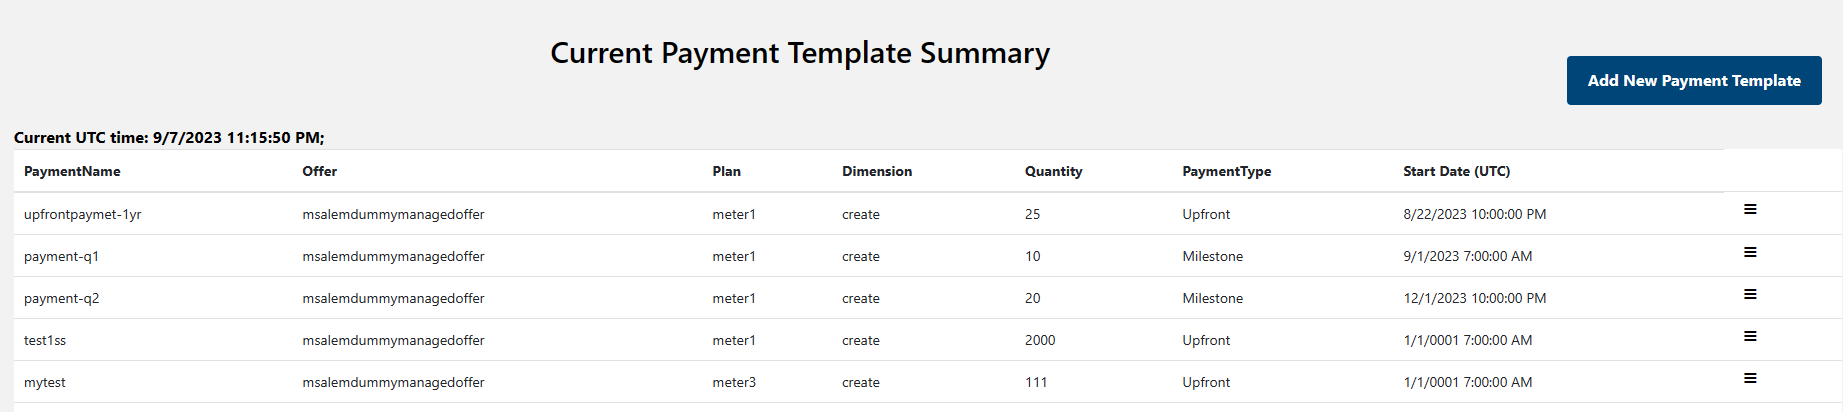 Current Payment Template Summary
Add New Payment Template
Current UTC time: 9/7/2023 11:15:50 PM;
PaymentName Offer Plan Dimension Quantity PaymentType Start Date (UTC)
upfrontpaymet-1yr msalemdummymanagedoffer meter1 create 25 Upfront 8/22/2023 10:00:00 PM
payment-q1 msalemdummymanagedoffer meter1 create 10 Milestone 9/1/2023 7:00:00 AM
payment-q2 msalemdummymanagedoffer meter1 create 20 Milestone 12/1/2023 10:00:00 PM
test1ss msalemdummymanagedoffer meter1 create 2000 Upfront 1/1/0001 7:00:00 AM
mytest msalemdummymanagedoffer meter3 create 111 Upfront 1/1/0001 7:00:00 AM